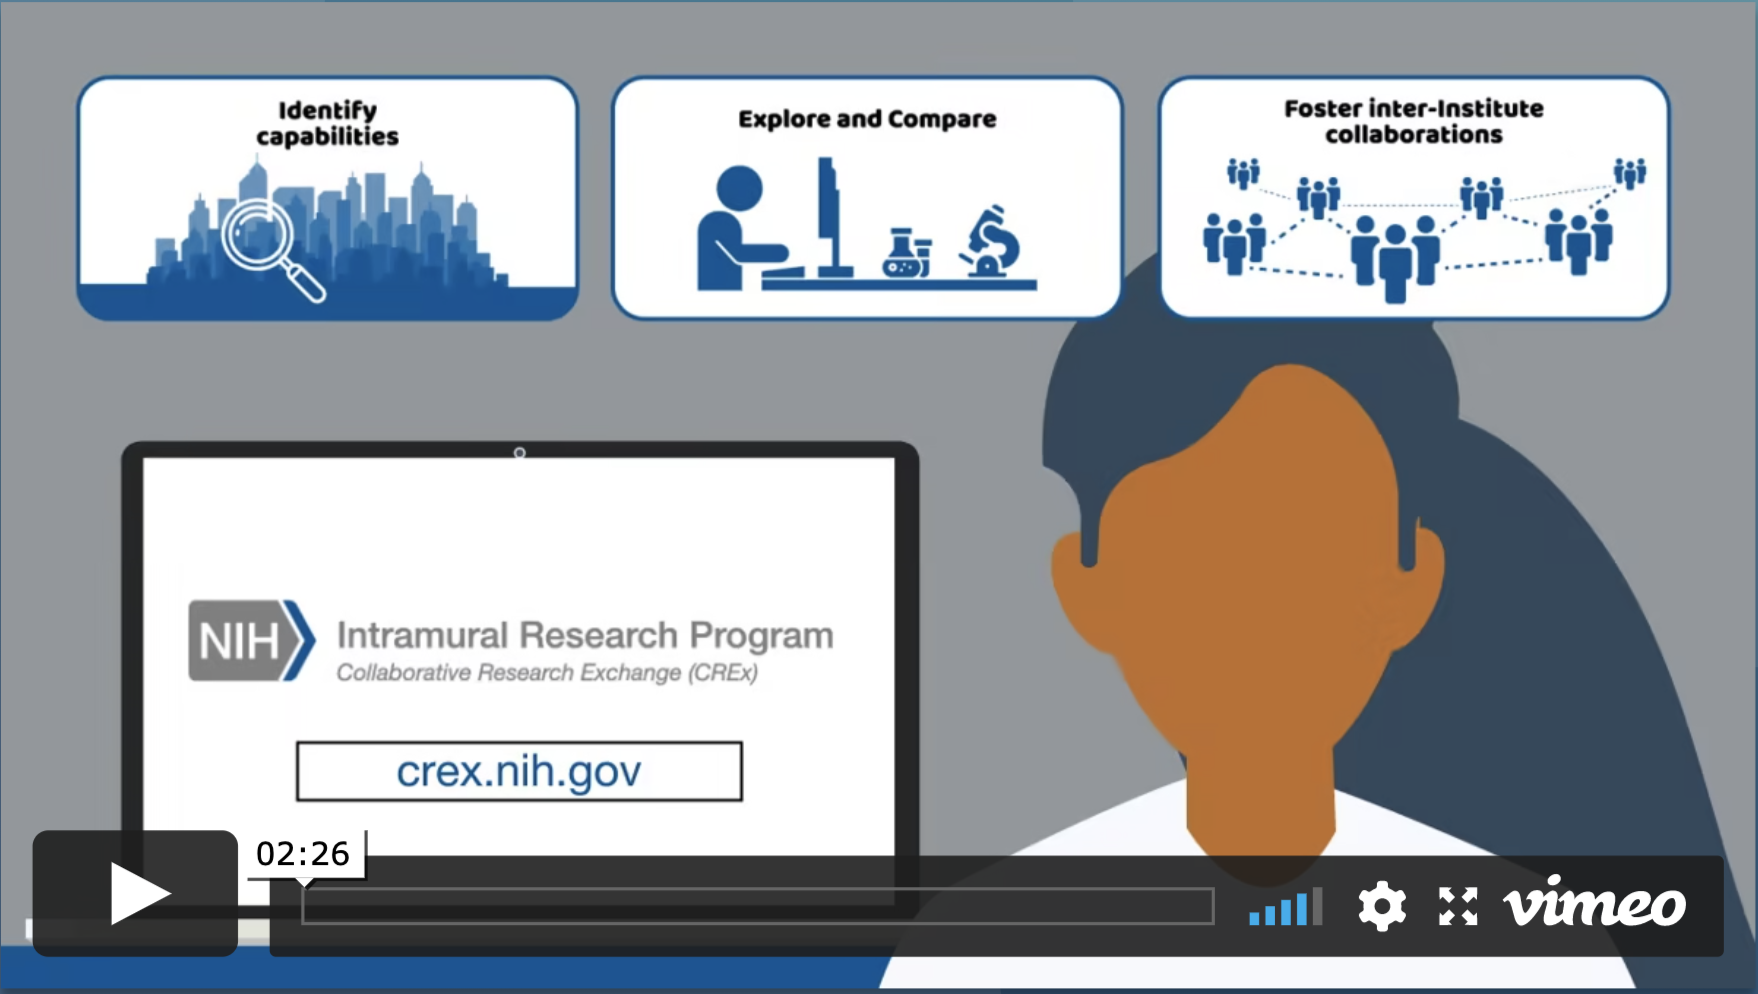 Identify
capabilities
Explore and Compare
Foster inter-Institute
collaborations
NIH
Intramural Research Program
Collaborative Research Exchange (CREx)
crex.nih.gov
02:26
vimeo